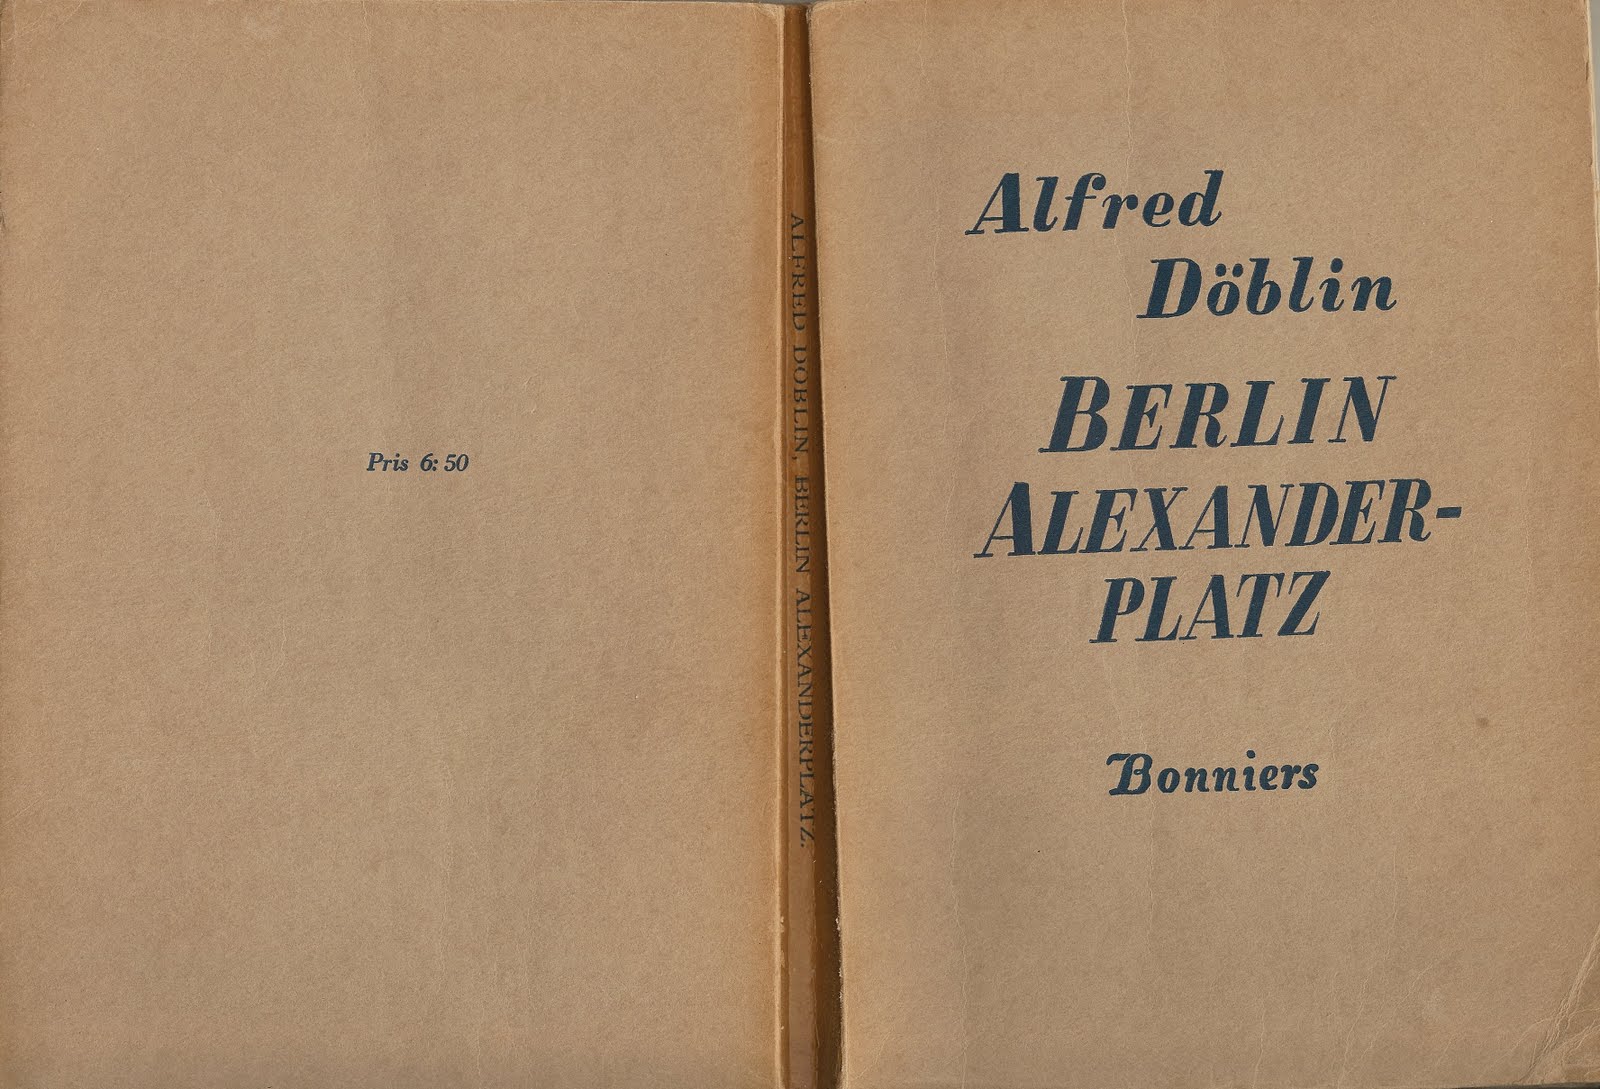 Pris 6:50
ALFRED DÖBLIN, BERLIN ALEXANDERPLATZ.
Alfred
Döblin
BERLIN
ALEXANDER-
PLATZ
Bonniers